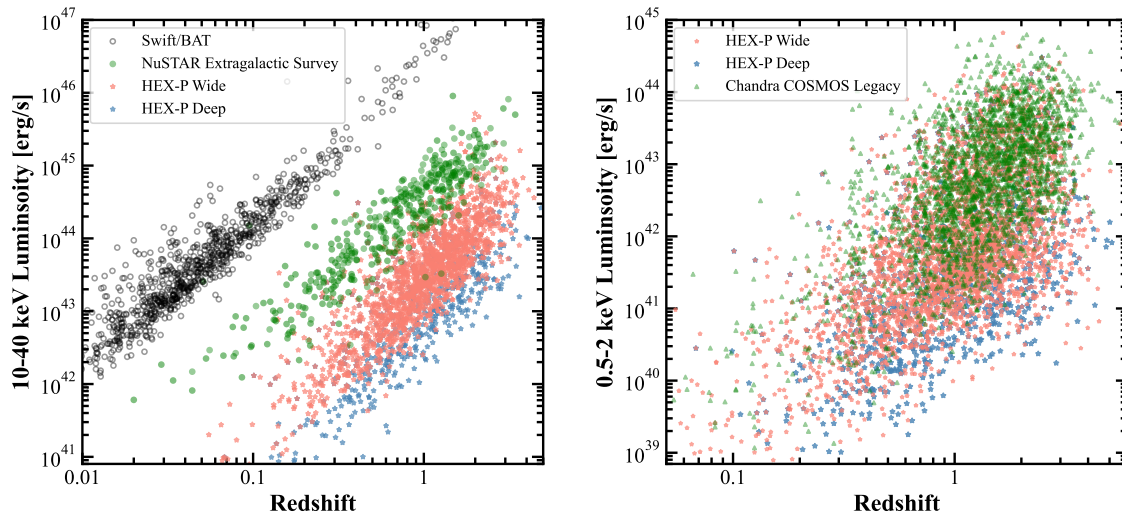 10^47
10^46
10^45
10^44
10^43
10^42
10^41
10-40 keV Luminsoity [erg/s]
Swift/BAT
NuSTAR Extragalactic Survey
HEX-P Wide
HEX-P Deep
0.01
0.1
1
Redshift
10^45
10^44
10^43
10^42
10^41
10^40
10^39
0.5-2 keV Luminsoity [erg/s]
HEX-P Wide
HEX-P Deep
Chandra COSMOS Legacy
0.1
1
Redshift